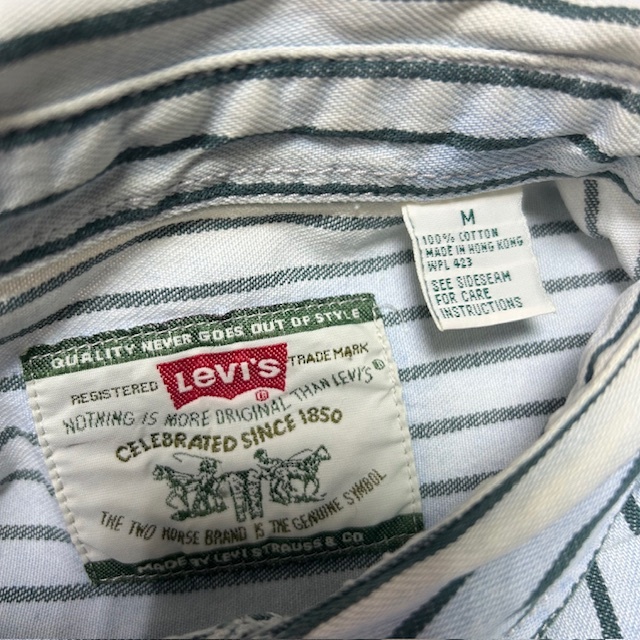 M
100% COTTON
MADE IN HONG KONG
WPL 423
SEE SIDESEAM
FOR CARE
INSTRUCTIONS
QUALITY NEVER GOES OUT OF STYLE
REGISTERED Levi's ® TRADE MARK
NOTHING IS MORE ORIGINAL THAN LEVI'S®
CELEBRATED SINCE 1850
THE TWO HORSE BRAND IS THE GENUINE SYMBOL
MADE BY LEVI STRAUSS & CO